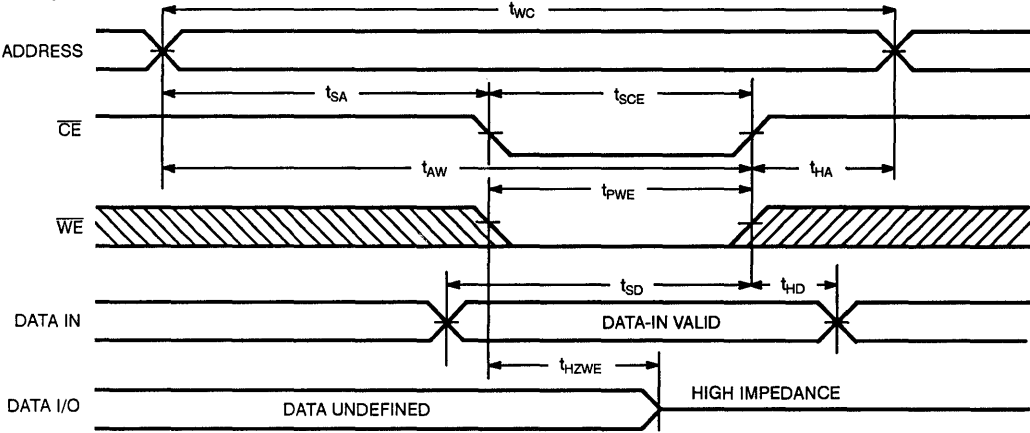 tWC
ADDRESS
tSA
tSCE
CE
tAW
tHA
tPWE
WE
tSD
tHD
DATA IN
DATA-IN VALID
tHZWE
DATA I/O
DATA UNDEFINED
HIGH IMPEDANCE